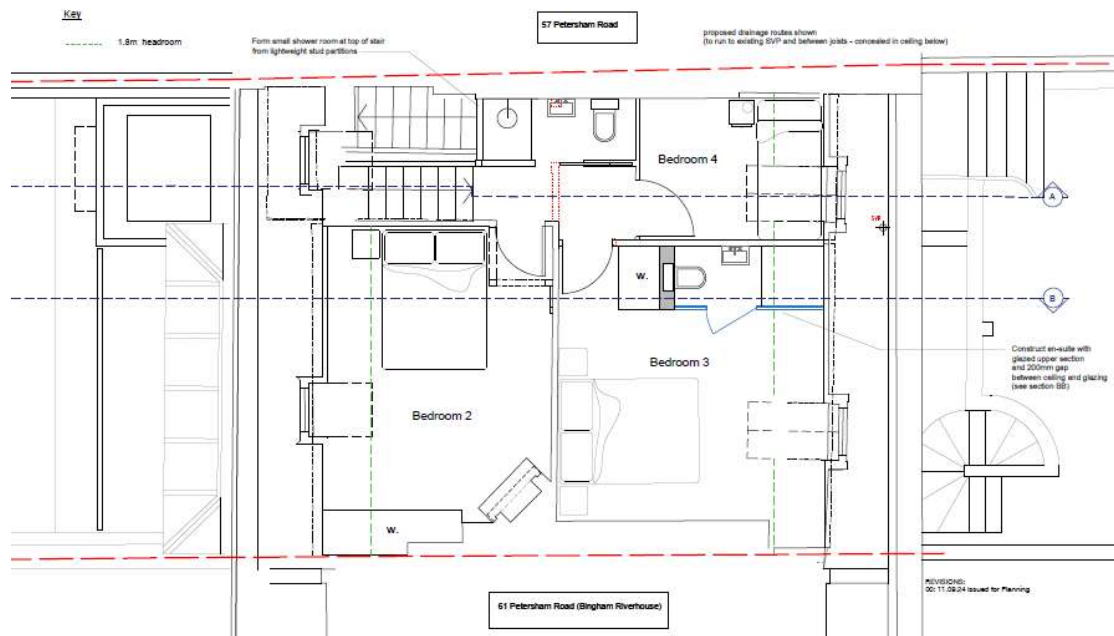 Key
1.8m headroom
57 Petersham Road
Form small shower room at top of stair
from lightweight stud partitions
proposed drainage routes shown
(to run to existing SVP and between joists - concealed in ceiling below)
Bedroom 4
A
SVP
W.
B
Bedroom 3
Construct en-suite with
glazed upper section
and 200mm gap
between ceiling and glazing
(see section BB)
Bedroom 2
W.
REVISIONS:
00: 11.09.24 Issued for Planning
61 Petersham Road (Bingham Riverhouse)